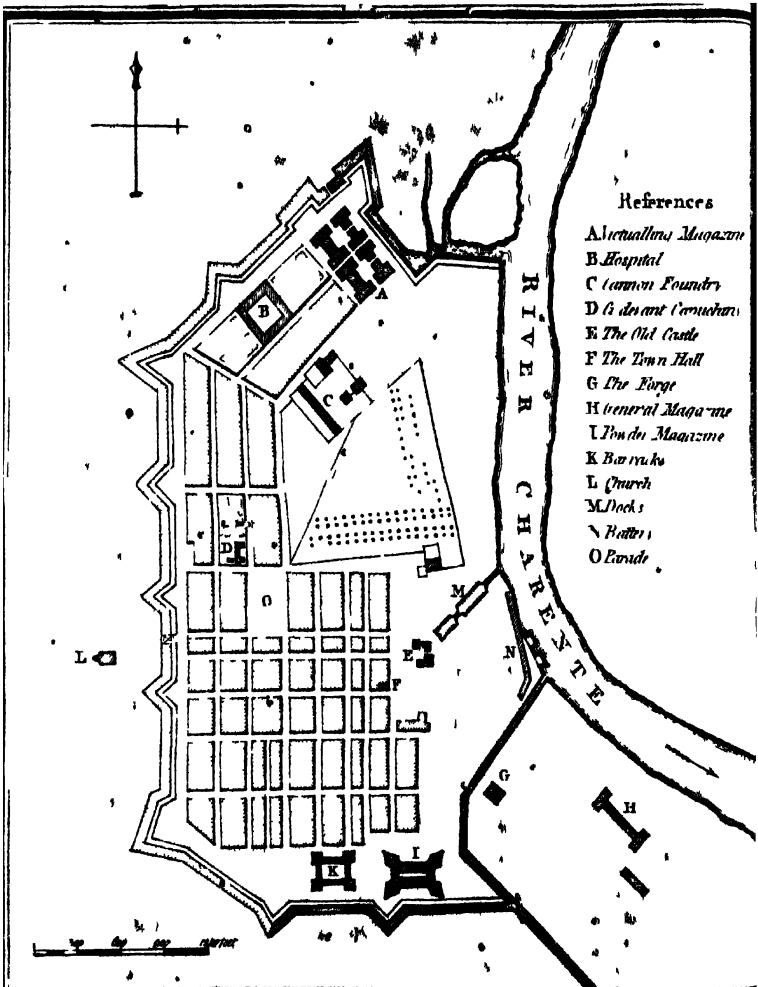 References
A Victualling Magazine
B Hospital
C Cannon Foundry
D Ci devant Capuchins
E The Old Castle
F The Town Hall
G The Forge
H General Magazine
I Powder Magazine
K Barracks
L Church
M Docks
N Battery
O Parade
RIVER CHARENTE
A
B
C
D
O
M
E
L
N
F
G
H
I
K